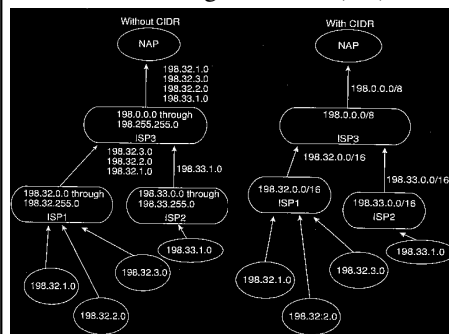 Without CIDR
NAP
198.32.1.0
198.32.3.0
198.32.2.0
198.33.1.0
198.0.0.0 through
198.255.255.0
ISP3
198.32.3.0
198.32.2.0
198.32.1.0
198.33.1.0
198.32.0.0 through
198.32.255.0
ISP1
198.33.0.0 through
198.33.255.0
ISP2
198.33.1.0
198.32.3.0
198.32.1.0
198.32.2.0
With CIDR
NAP
198.0.0.0/8
198.0.0.0/8
ISP3
198.32.0.0/16
198.33.0.0/16
198.32.0.0/16
ISP1
198.33.0.0/16
ISP2
198.33.1.0
198.32.3.0
198.32.1.0
198.32:2.0